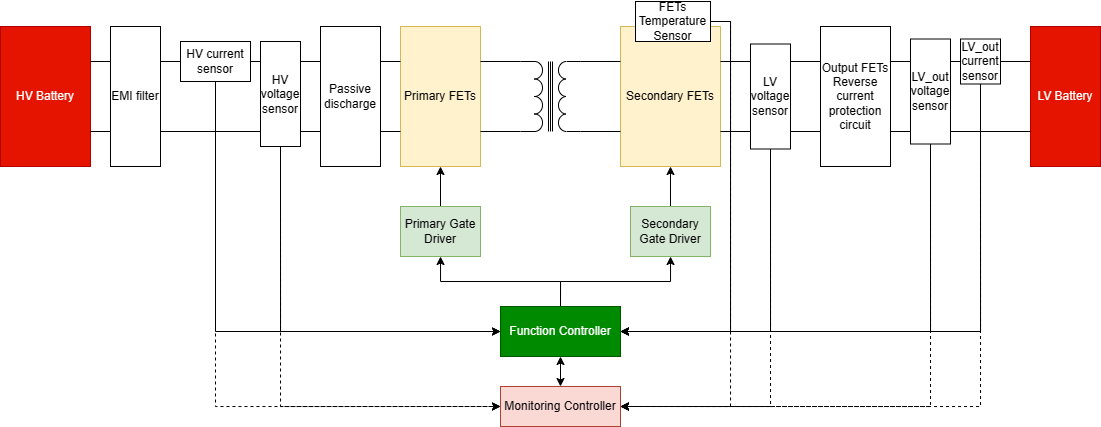 HV Battery
EMI filter
HV current
sensor
HV
voltage
sensor
Passive
discharge
Primary FETs
Secondary FETs
FETs
Temperature
Sensor
LV
voltage
sensor
Output FETs
Reverse
current
protection
circuit
LV_out
voltage
sensor
LV_out
current
sensor
LV Battery
Primary Gate
Driver
Secondary
Gate Driver
Function Controller
Monitoring Controller